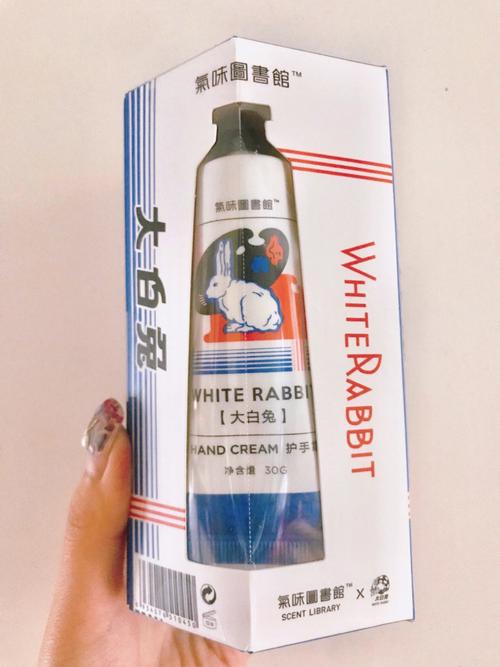 氣味圖書館™
大白兔
氣味圖書館™
WHITE RABBI
【大白兔】
HAND CREAM 护手
净含量 30G
WHITE RABBIT
氣味圖書館™ X
SCENT LIBRARY